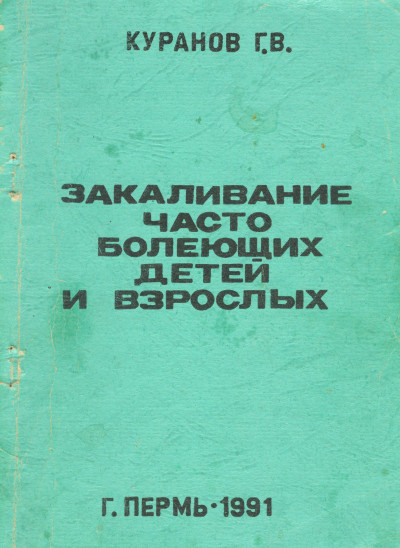 КУРАНОВ Г.В.
ЗАКАЛИВАНИЕ
ЧАСТО
БОЛЕЮЩИХ
ДЕТЕЙ
И ВЗРОСЛЫХ
Г. ПЕРМЬ·1991